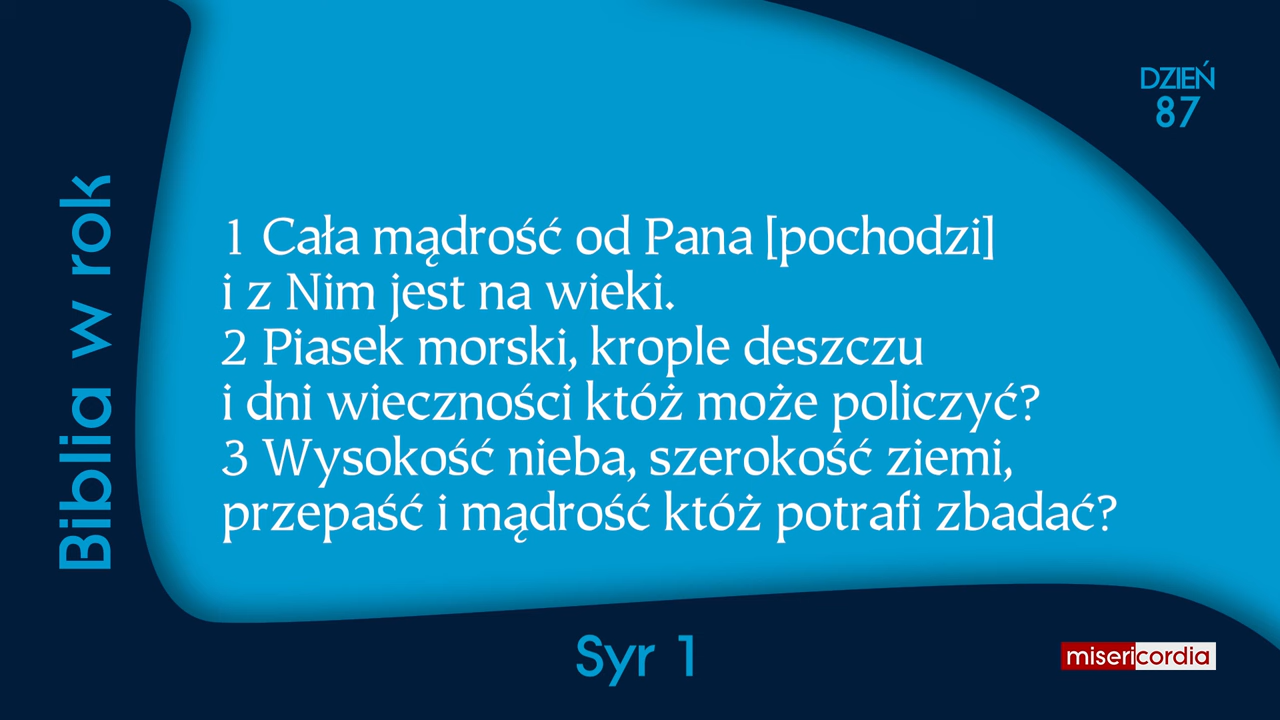 DZIEŃ
87
Biblia w rok
1 Cała mądrość od Pana [pochodzi]
i z Nim jest na wieki.
2 Piasek morski, krople deszczu
i dni wieczności któż może policzyć?
3 Wysokość nieba, szerokość ziemi,
przepaść i mądrość któż potrafi zbadać?
Syr 1
misericordia